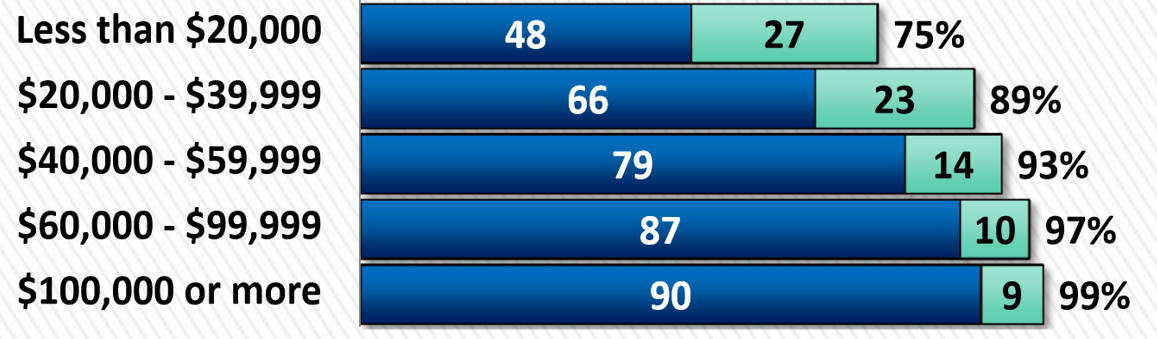 Less than $20,000 48 27 75%
$20,000 - $39,999 66 23 89%
$40,000 - $59,999 79 14 93%
$60,000 - $99,999 87 10 97%
$100,000 or more 90 9 99%